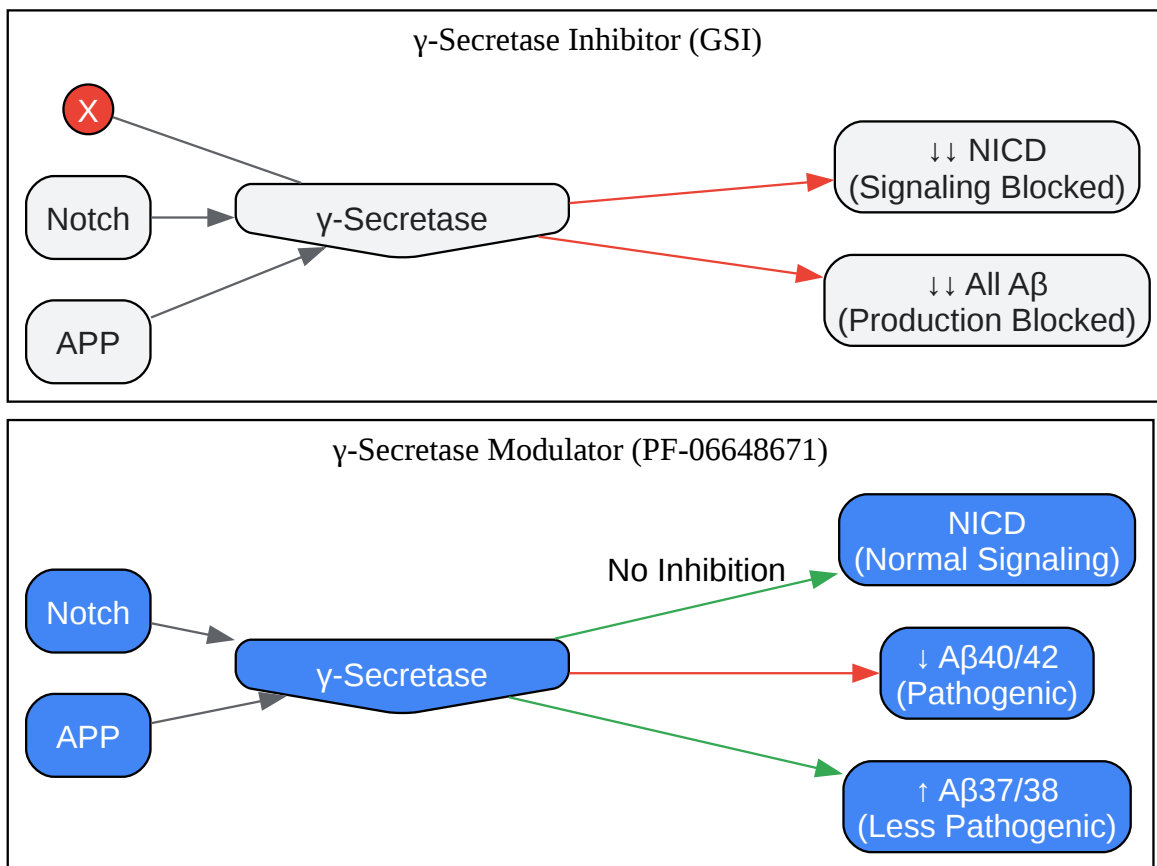 γ-Secretase Inhibitor (GSI)
X
Notch
APP
γ-Secretase
↓↓ NICD
(Signaling Blocked)
↓↓ All Aβ
(Production Blocked)
γ-Secretase Modulator (PF-06648671)
Notch
APP
γ-Secretase
No Inhibition
NICD
(Normal Signaling)
↓ Aβ40/42
(Pathogenic)
↑ Aβ37/38
(Less Pathogenic)